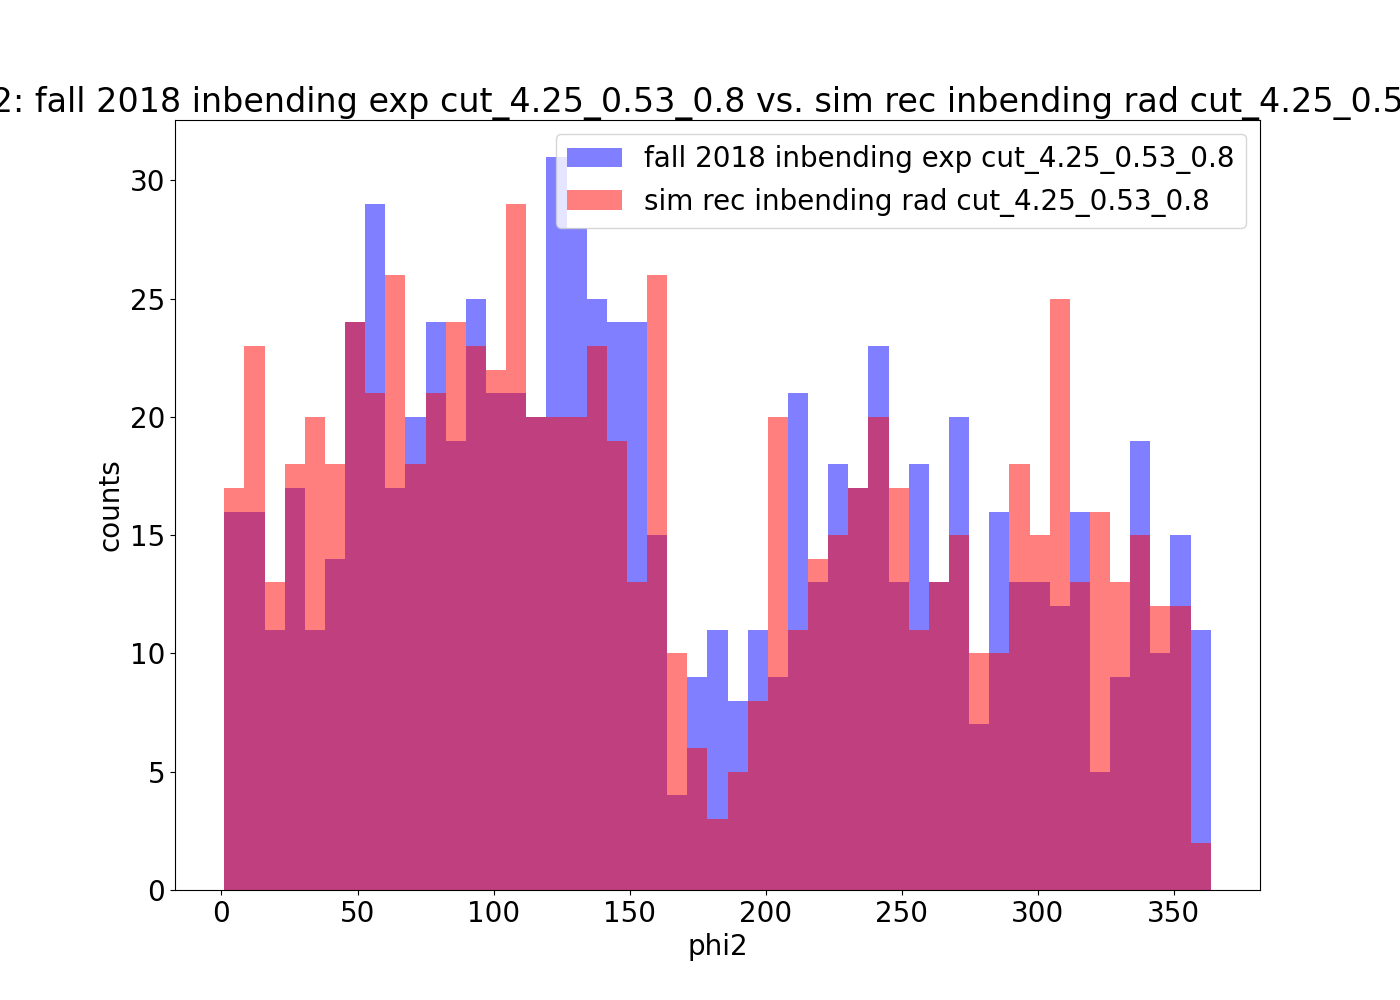 2: fall 2018 inbending exp cut_4.25_0.53_0.8 vs. sim rec inbending rad cut_4.25_0.5
fall 2018 inbending exp cut_4.25_0.53_0.8
sim rec inbending rad cut_4.25_0.53_0.8
30
25
20
15
10
5
0
counts
0 50 100 150 200 250 300 350
phi2